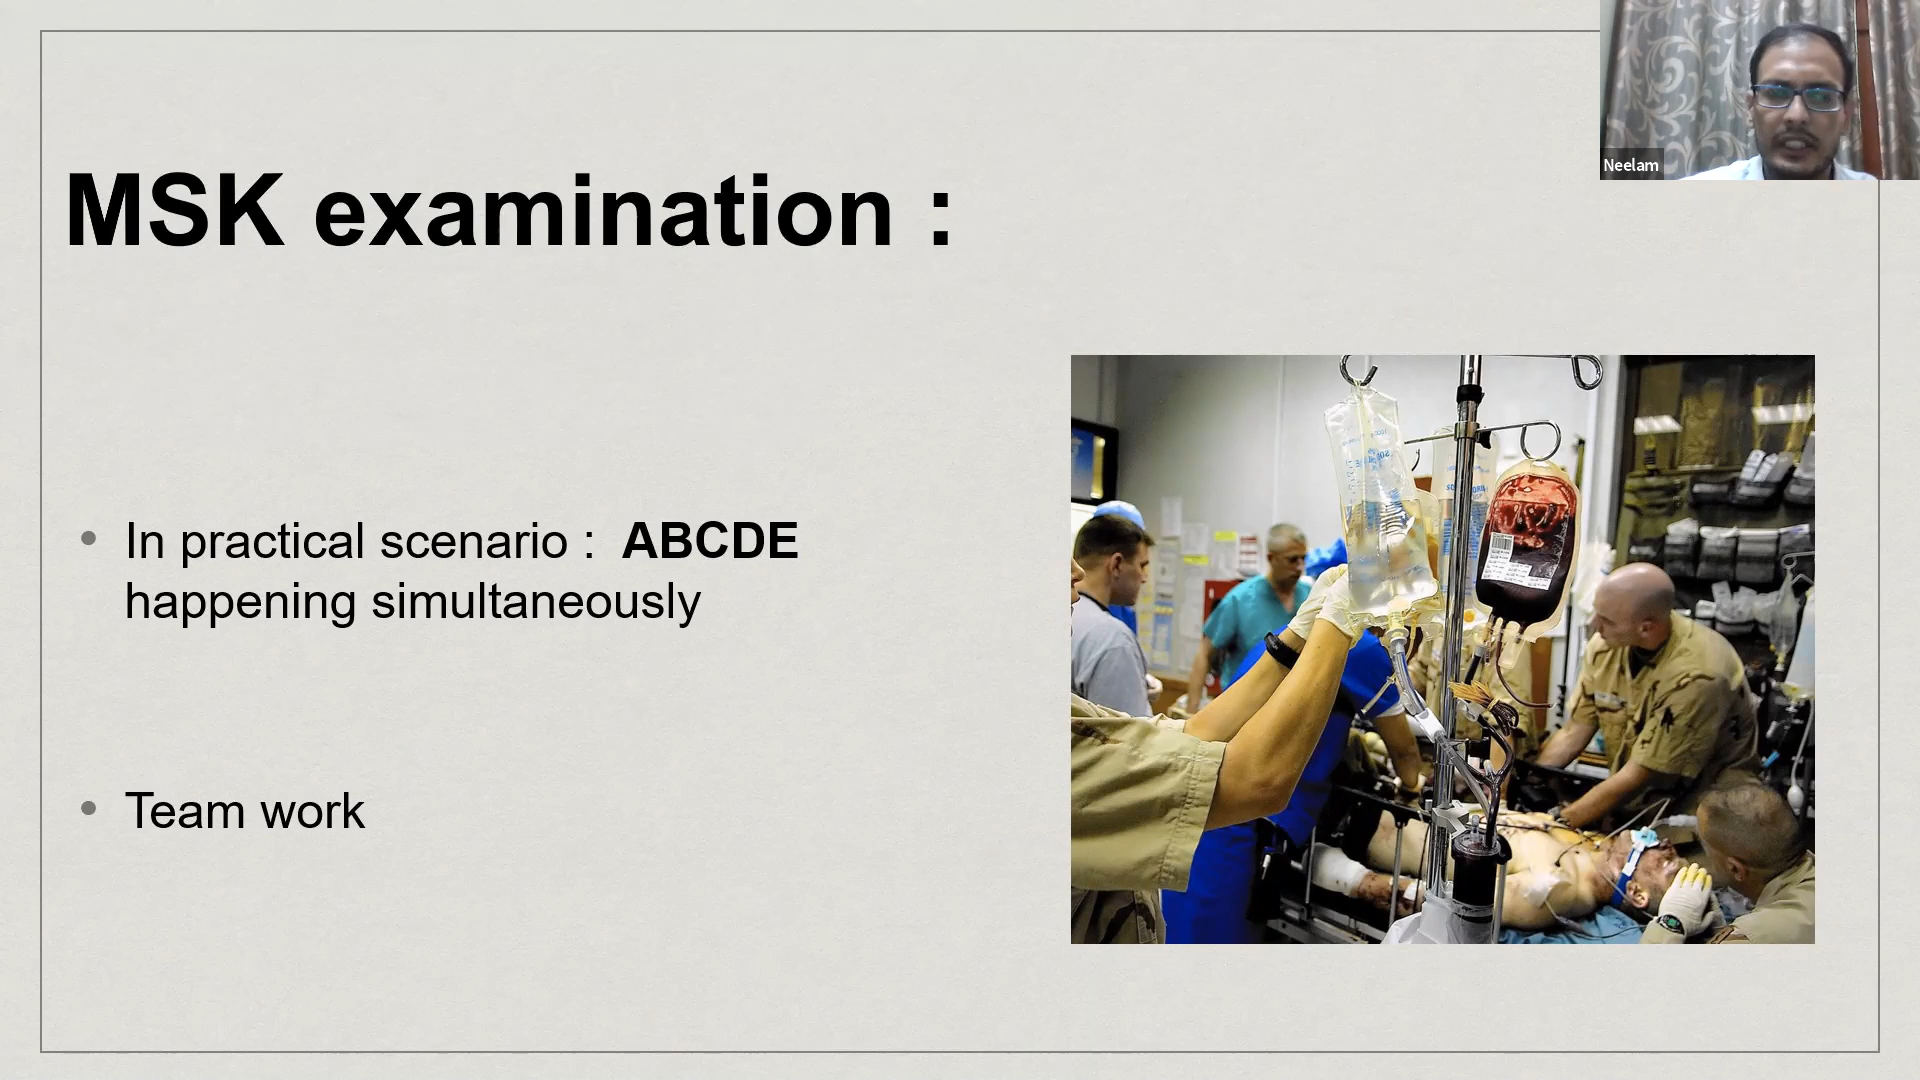 Neelam
MSK examination :
• In practical scenario : ABCDE
happening simultaneously
• Team work